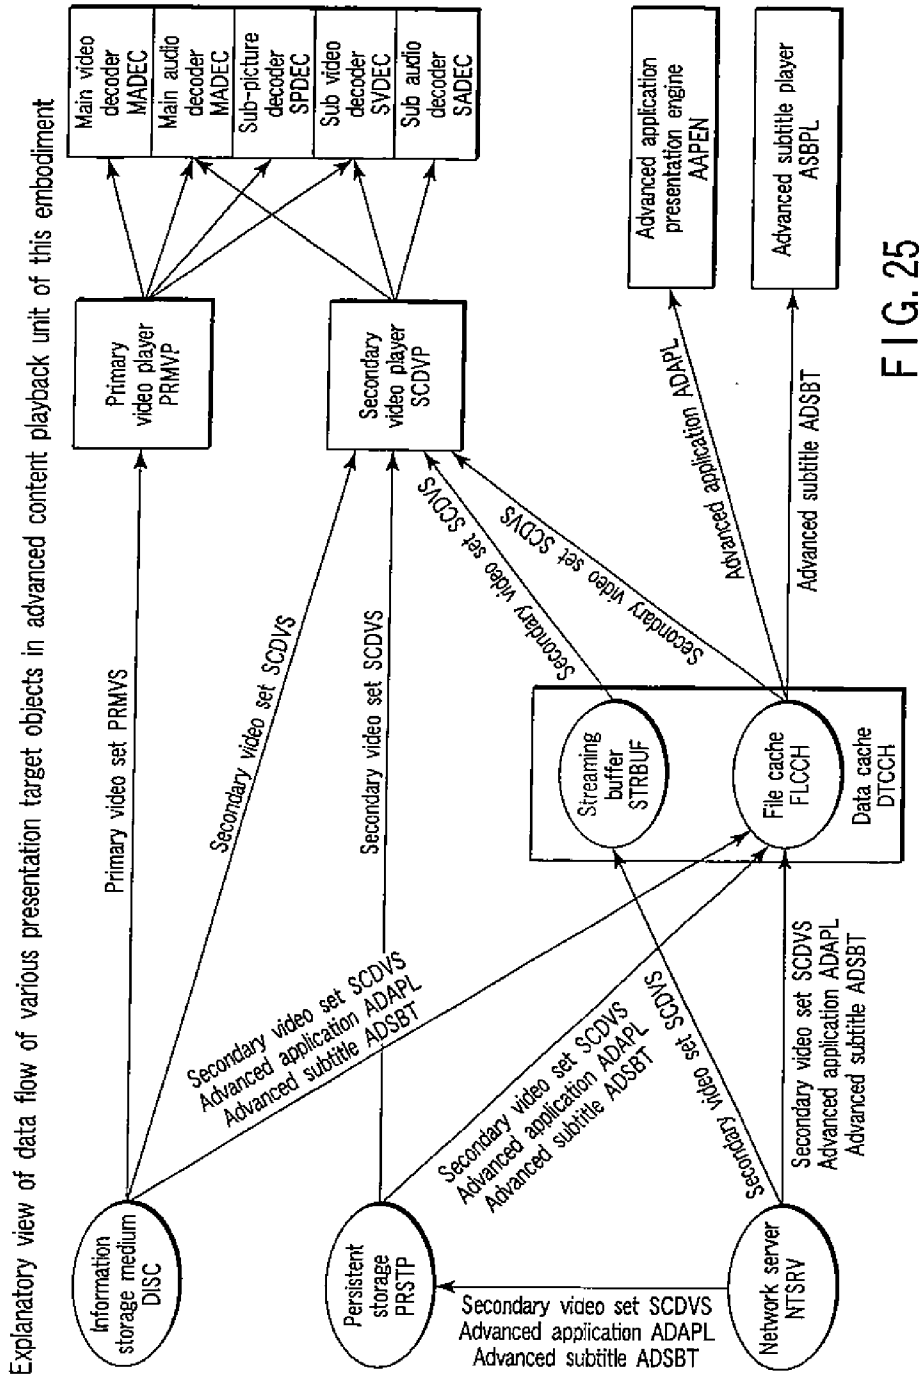 Explanatory view of data flow of various presentation target objects in advanced content playback unit of this embodiment
Information
storage medium
DISC
Persistent
storage
PRSTP
Network server
NTSRV
Primary video set PRMVS
Secondary video set SCDVS
Secondary video set SCDVS
Secondary video set SCDVS
Advanced application ADAPL
Advanced subtitle ADSBT
Secondary video set SCDVS
Advanced application ADAPL
Advanced subtitle ADSBT
Secondary video set SCDVS
Advanced application ADAPL
Advanced subtitle ADSBT
Secondary video set SCDVS
Secondary video set SCDVS
Advanced application ADAPL
Advanced subtitle ADSBT
Streaming
buffer
STRBUF
File cache
FLCCH
Data cache
DTCCH
Secondary video set SCDVS
Secondary video set SCDVS
Advanced application ADAPL
Advanced subtitle ADSBT
Primary
video player
PRMVP
Secondary
video player
SCDVP
Main video
decoder
MADEC
Main audio
decoder
MADEC
Sub-picture
decoder
SPDEC
Sub video
decoder
SVDEC
Sub audio
decoder
SADEC
Advanced application
presentation engine
AAPEN
Advanced subtitle player
ASBPL
FIG. 25